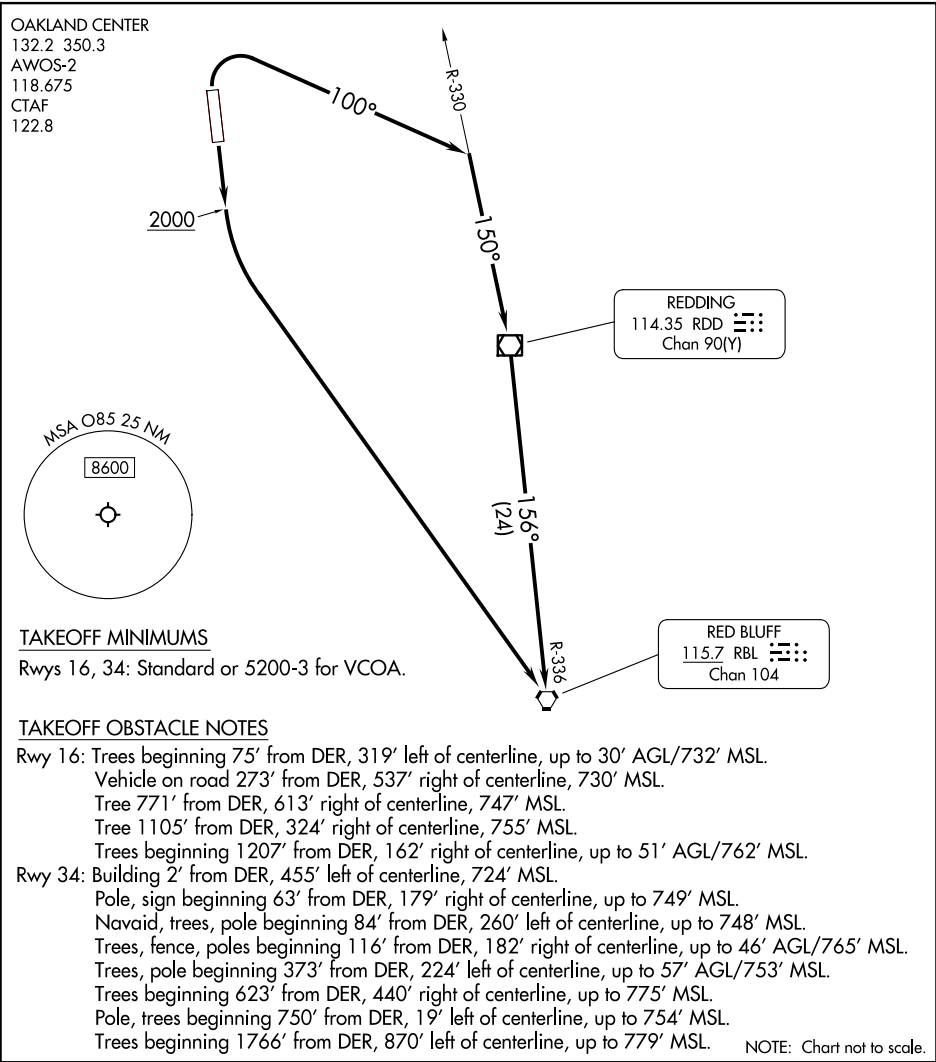 OAKLAND CENTER
132.2 350.3
AWOS-2
118.675
CTAF
122.8
R-330
100°
2000
150°
REDDING
114.35 RDD
Chan 90(Y)
MSA O85 25 NM
8600
156°
(24)
R-336
RED BLUFF
115.7 RBL
Chan 104
TAKEOFF MINIMUMS
Rwys 16, 34: Standard or 5200-3 for VCOA.
TAKEOFF OBSTACLE NOTES
Rwy 16: Trees beginning 75' from DER, 319' left of centerline, up to 30' AGL/732' MSL.
Vehicle on road 273' from DER, 537' right of centerline, 730' MSL.
Tree 771' from DER, 613' right of centerline, 747' MSL.
Tree 1105' from DER, 324' right of centerline, 755' MSL.
Trees beginning 1207' from DER, 162' right of centerline, up to 51' AGL/762' MSL.
Rwy 34: Building 2' from DER, 455' left of centerline, 724' MSL.
Pole, sign beginning 63' from DER, 179' right of centerline, up to 749' MSL.
Navaid, trees, pole beginning 84' from DER, 260' left of centerline, up to 748' MSL.
Trees, fence, poles beginning 116' from DER, 182' right of centerline, up to 46' AGL/765' MSL.
Trees, pole beginning 373' from DER, 224' left of centerline, up to 57' AGL/753' MSL.
Trees beginning 623' from DER, 440' right of centerline, up to 775' MSL.
Pole, trees beginning 750' from DER, 19' left of centerline, up to 754' MSL.
Trees beginning 1766' from DER, 870' left of centerline, up to 779' MSL.
NOTE: Chart not to scale.